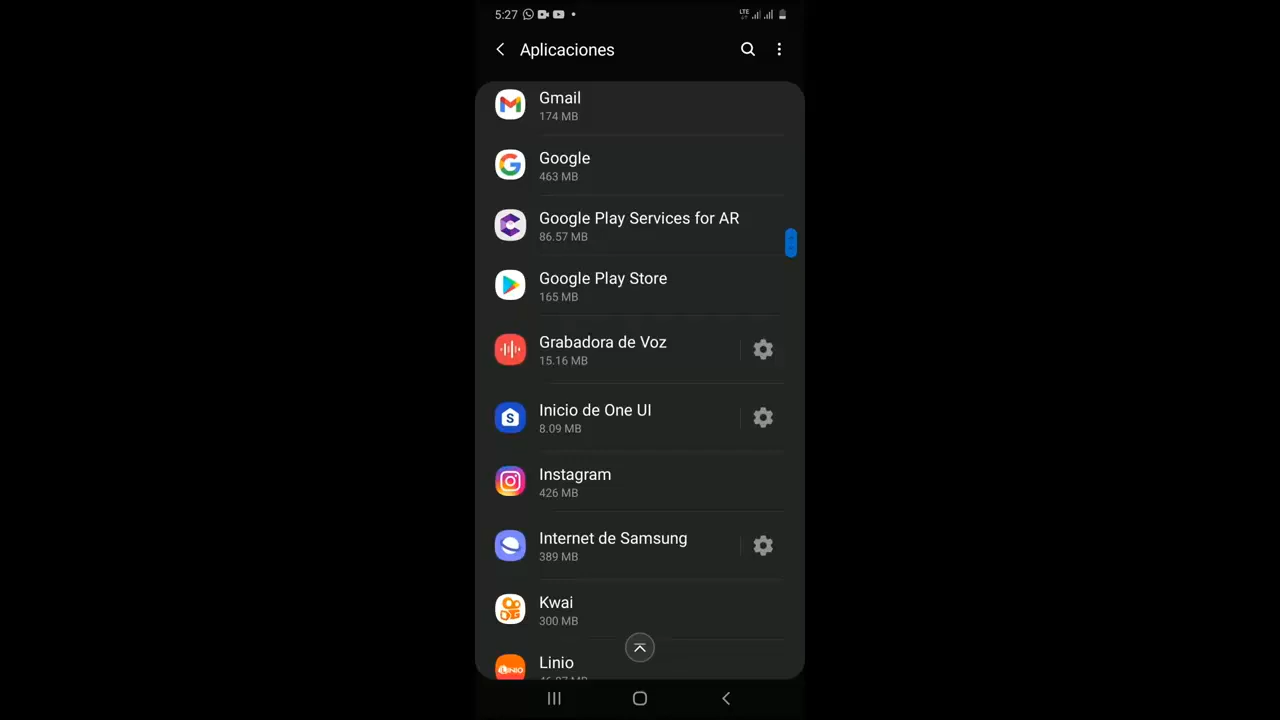 5:27
LTE
Aplicaciones
Gmail
174 MB
Google
463 MB
Google Play Services for AR
86.57 MB
Google Play Store
165 MB
Grabadora de Voz
15.16 MB
Inicio de One UI
8.09 MB
Instagram
426 MB
Internet de Samsung
389 MB
Kwai
300 MB
LINIO
Linio